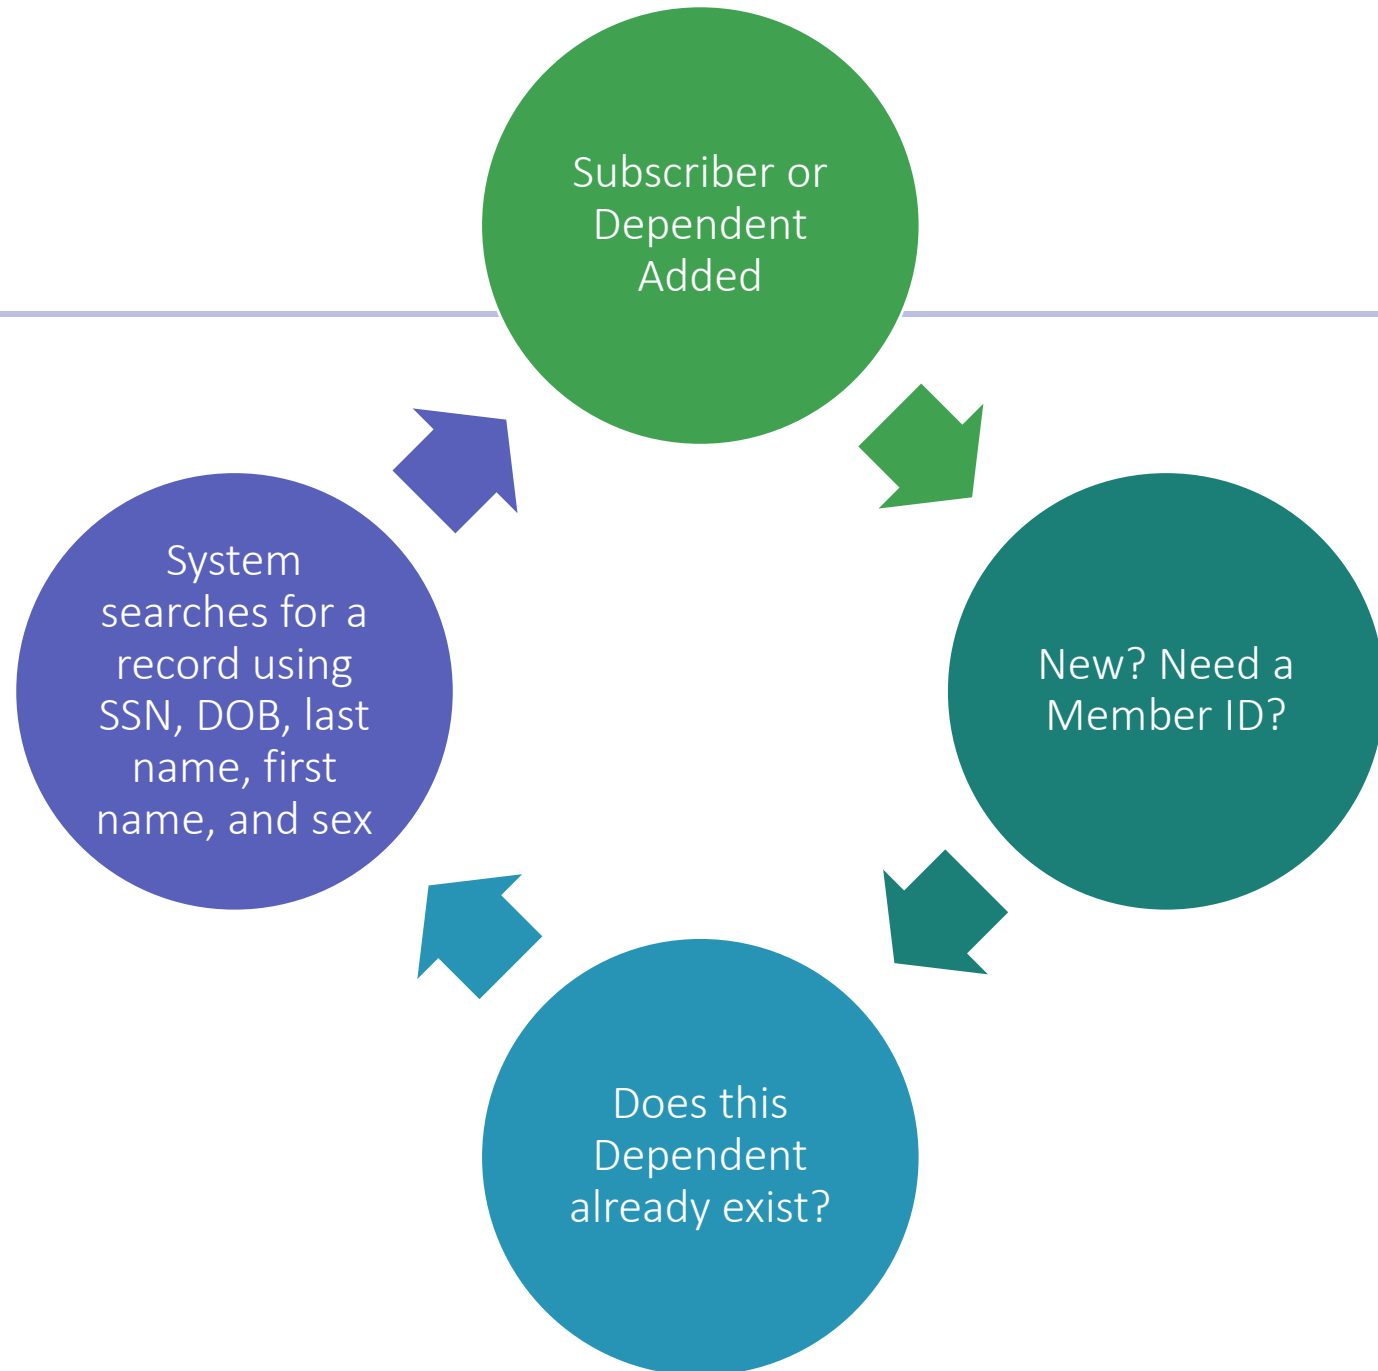 Subscriber or
Dependent
Added
New? Need a
Member ID?
Does this
Dependent
already exist?
System
searches for a
record using
SSN, DOB, last
name, first
name, and sex